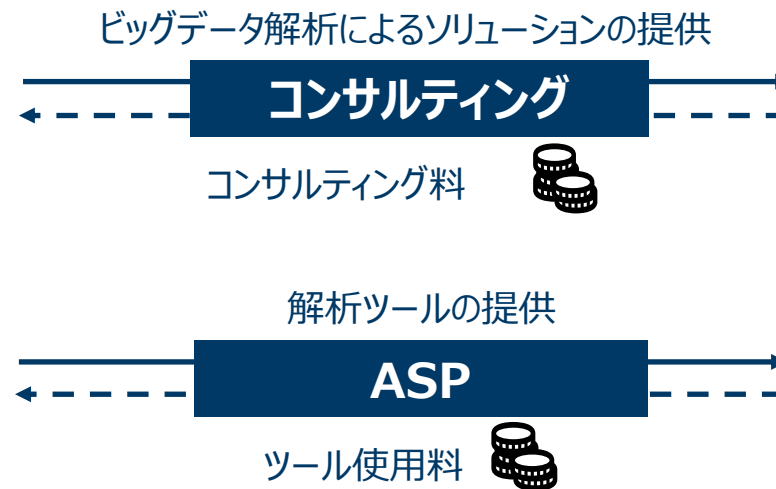 ビッグデータ解析によるソリューションの提供
コンサルティング
コンサルティング料
解析ツールの提供
ASP
ツール使用料